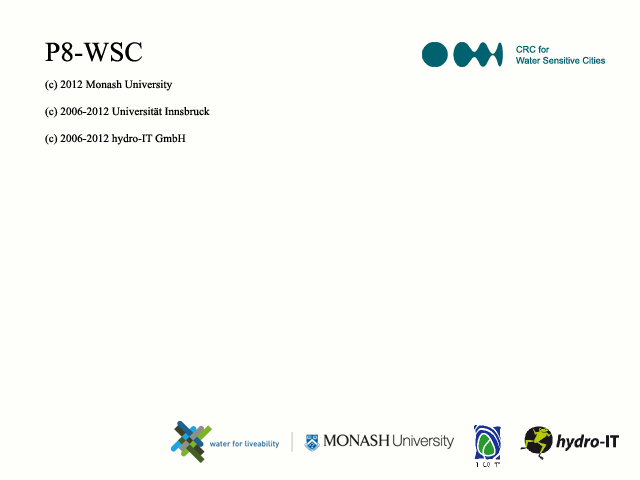 P8-WSC
(c) 2012 Monash University
(c) 2006-2012 Universität Innsbruck
(c) 2006-2012 hydro-IT GmbH
CRC for
Water Sensitive Cities
water for liveability
MONASH University
hydro-IT